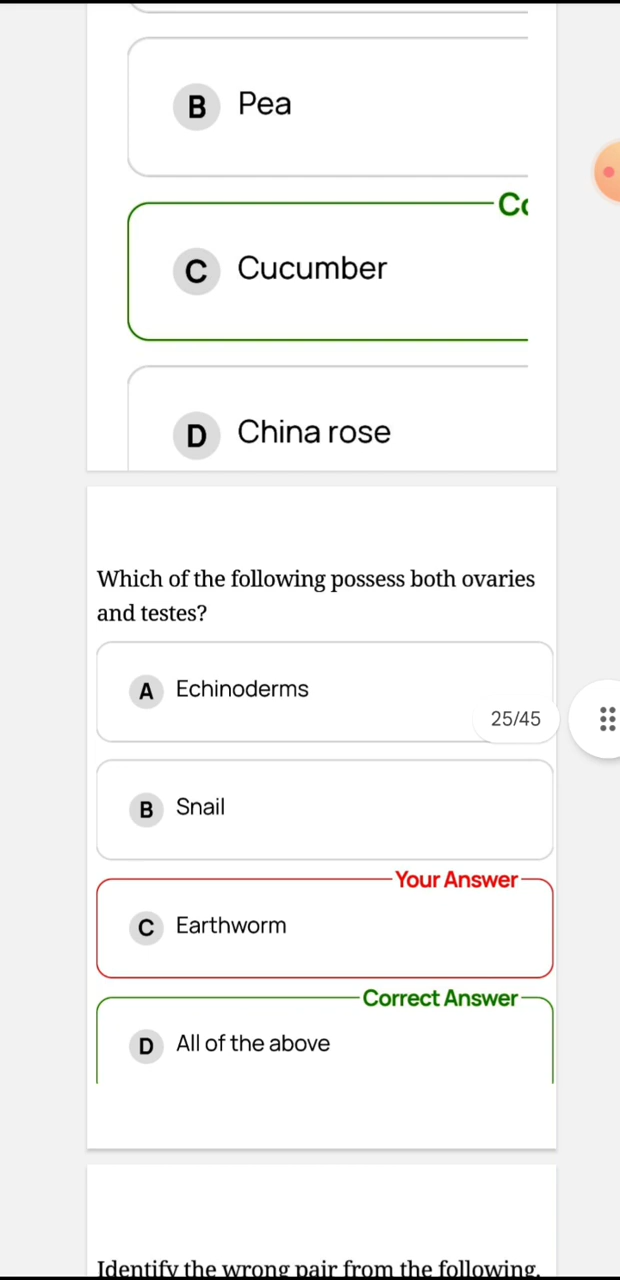 B Pea
C Cucumber
D China rose
Which of the following possess both ovaries
and testes?
A Echinoderms
25/45
B Snail
Your Answer
C Earthworm
Correct Answer
D All of the above
Identify the wrong pair from the following.